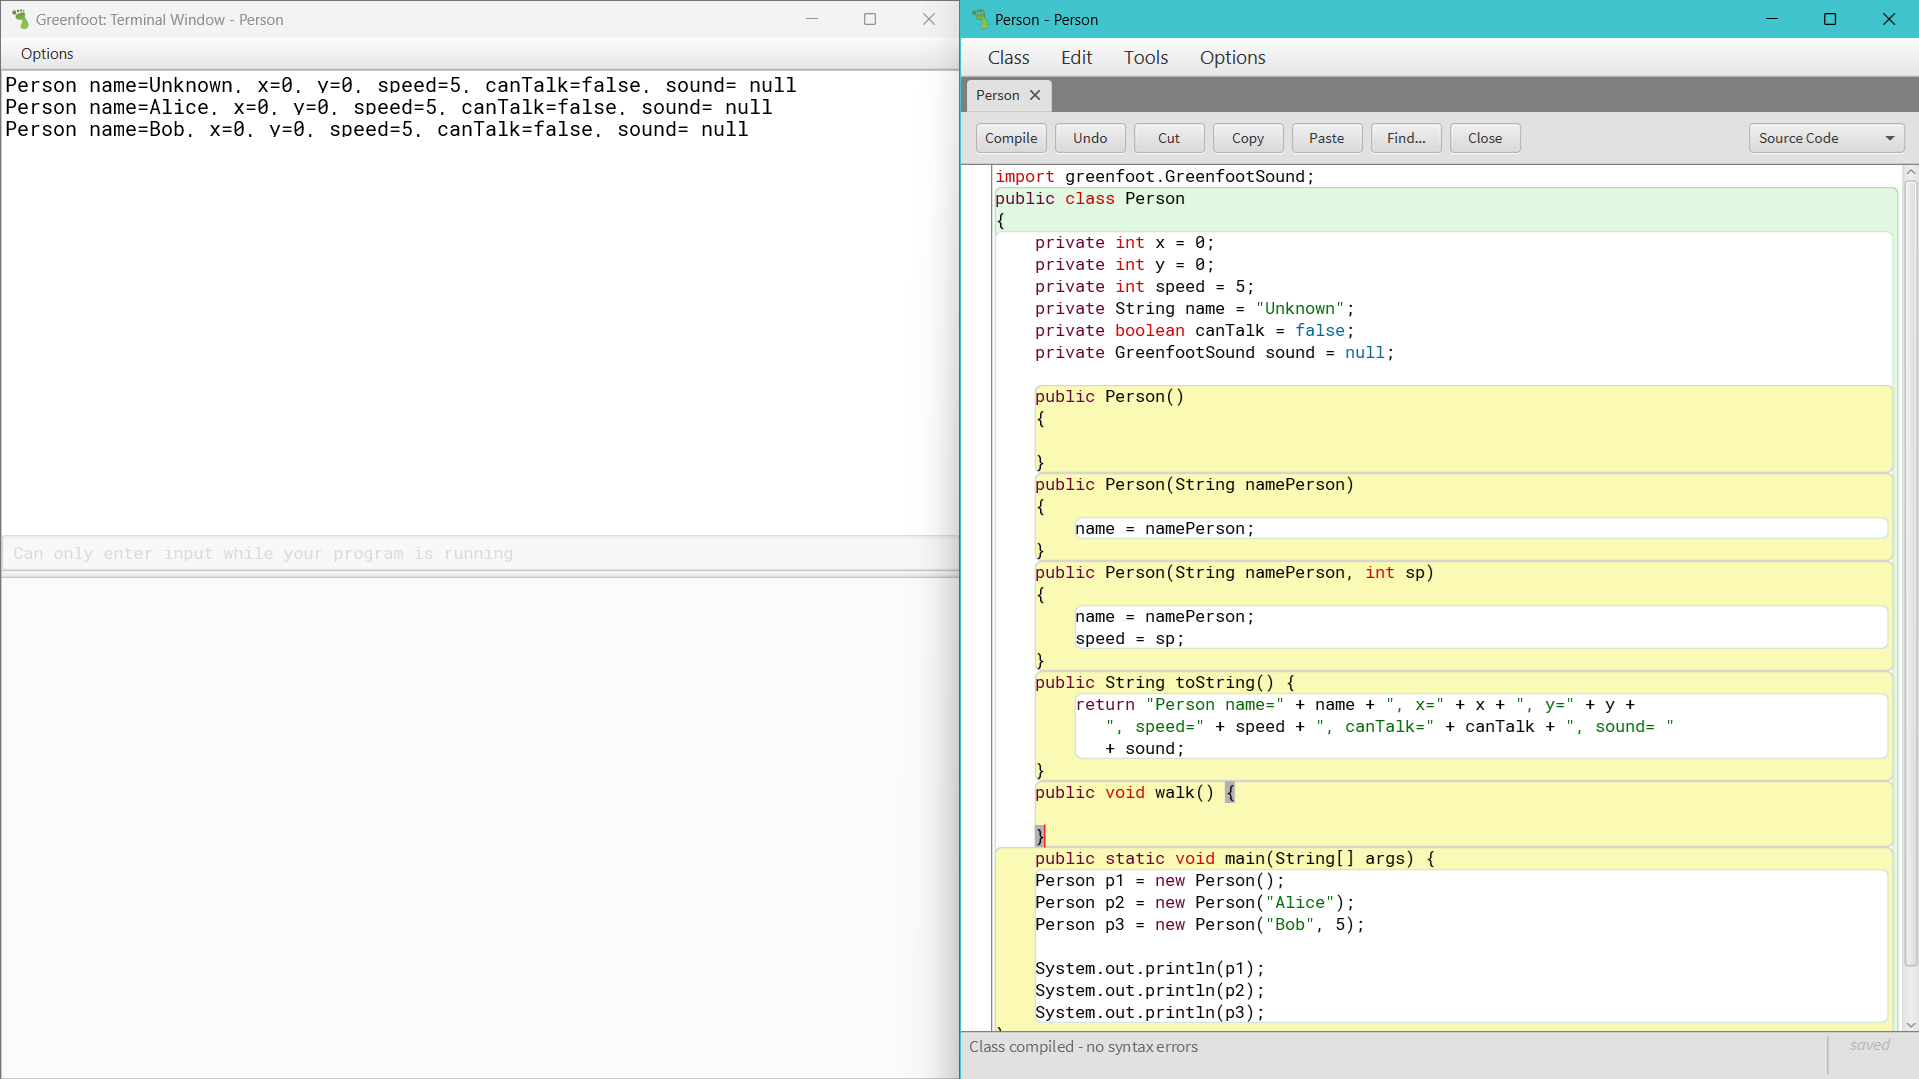 Greenfoot: Terminal Window - Person
Options
Person name=Unknown, x=0, y=0, speed=5, canTalk=false, sound= null
Person name=Alice, x=0, y=0, speed=5, canTalk=false, sound= null
Person name=Bob, x=0, y=0, speed=5, canTalk=false, sound= null
Can only enter input while your program is running
Person - Person
Class Edit Tools Options
Person
Compile Undo Cut Copy Paste Find... Close Source Code
import greenfoot.GreenfootSound;
public class Person
{
    private int x = 0;
    private int y = 0;
    private int speed = 5;
    private String name = "Unknown";
    private boolean canTalk = false;
    private GreenfootSound sound = null;

    public Person()
    {

    }
    public Person(String namePerson)
    {
        name = namePerson;
    }
    public Person(String namePerson, int sp)
    {
        name = namePerson;
        speed = sp;
    }
    public String toString() {
        return "Person name=" + name + ", x=" + x + ", y=" + y +
           ", speed=" + speed + ", canTalk=" + canTalk + ", sound= "
           + sound;
    }
    public void walk() {

    }
    public static void main(String[] args) {
    Person p1 = new Person();
    Person p2 = new Person("Alice");
    Person p3 = new Person("Bob", 5);

    System.out.println(p1);
    System.out.println(p2);
    System.out.println(p3);
}
Class compiled - no syntax errors
saved